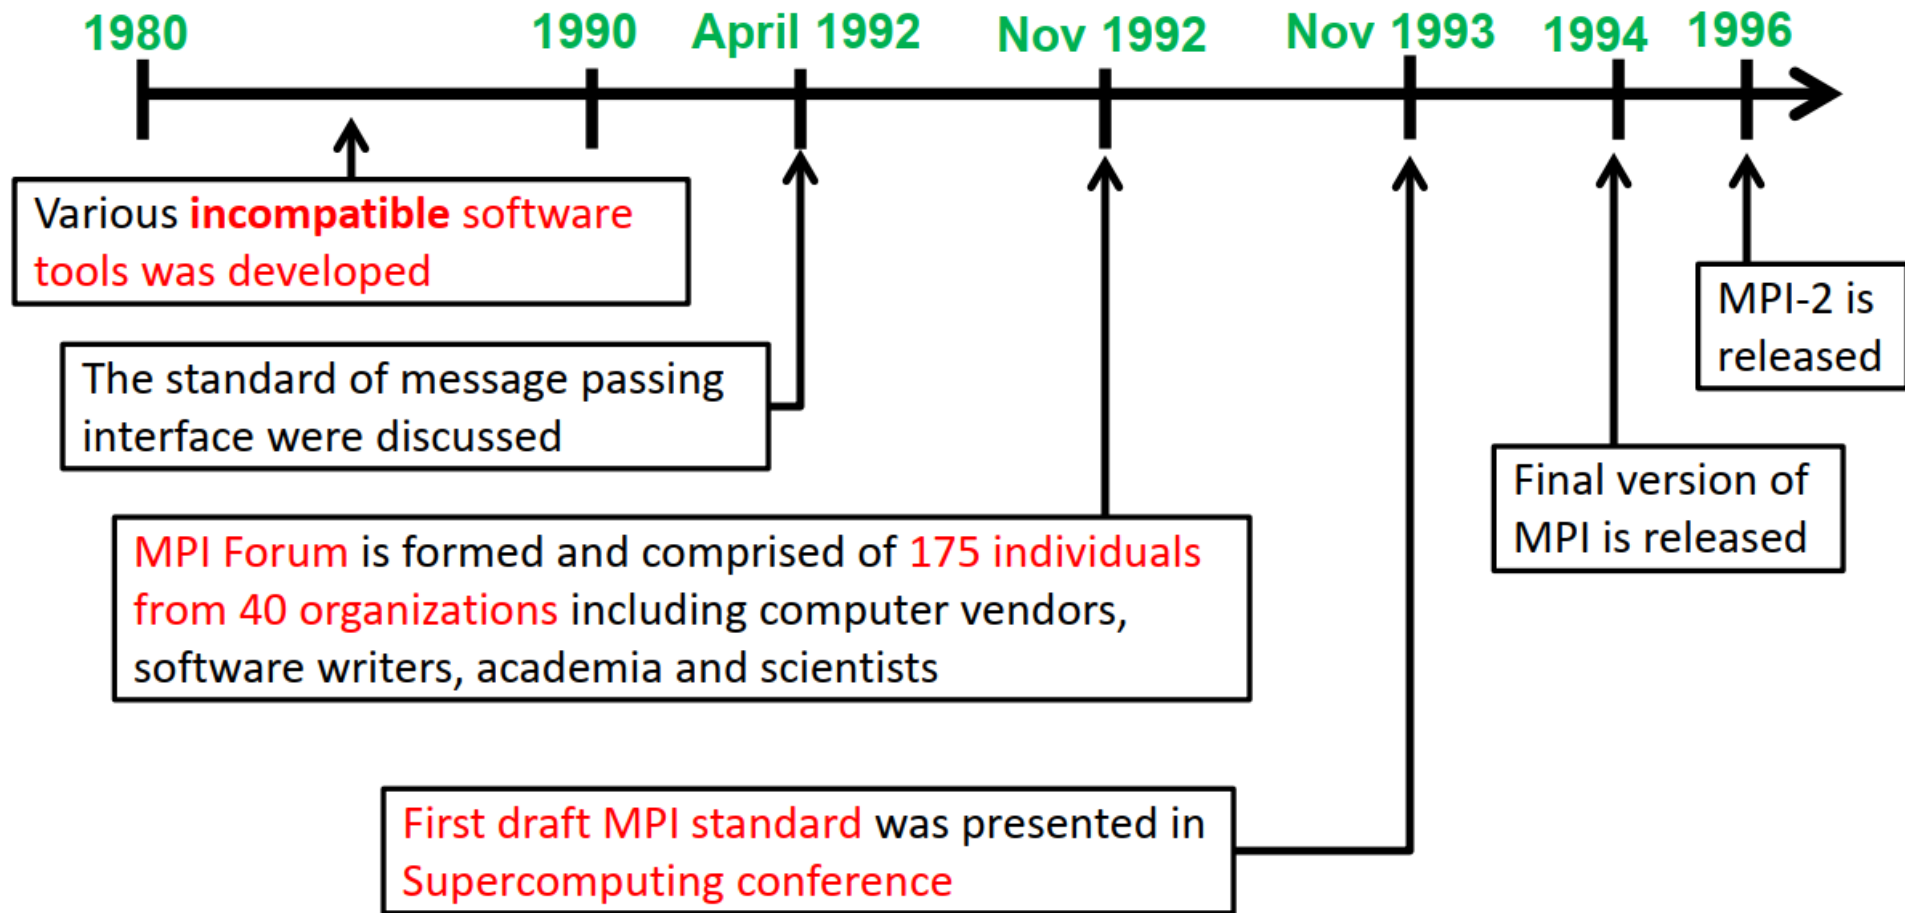 1980 1990 April 1992 Nov 1992 Nov 1993 1994 1996
Various incompatible software
tools was developed
The standard of message passing
interface were discussed
MPI Forum is formed and comprised of 175 individuals
from 40 organizations including computer vendors,
software writers, academia and scientists
First draft MPI standard was presented in
Supercomputing conference
Final version of
MPI is released
MPI-2 is
released